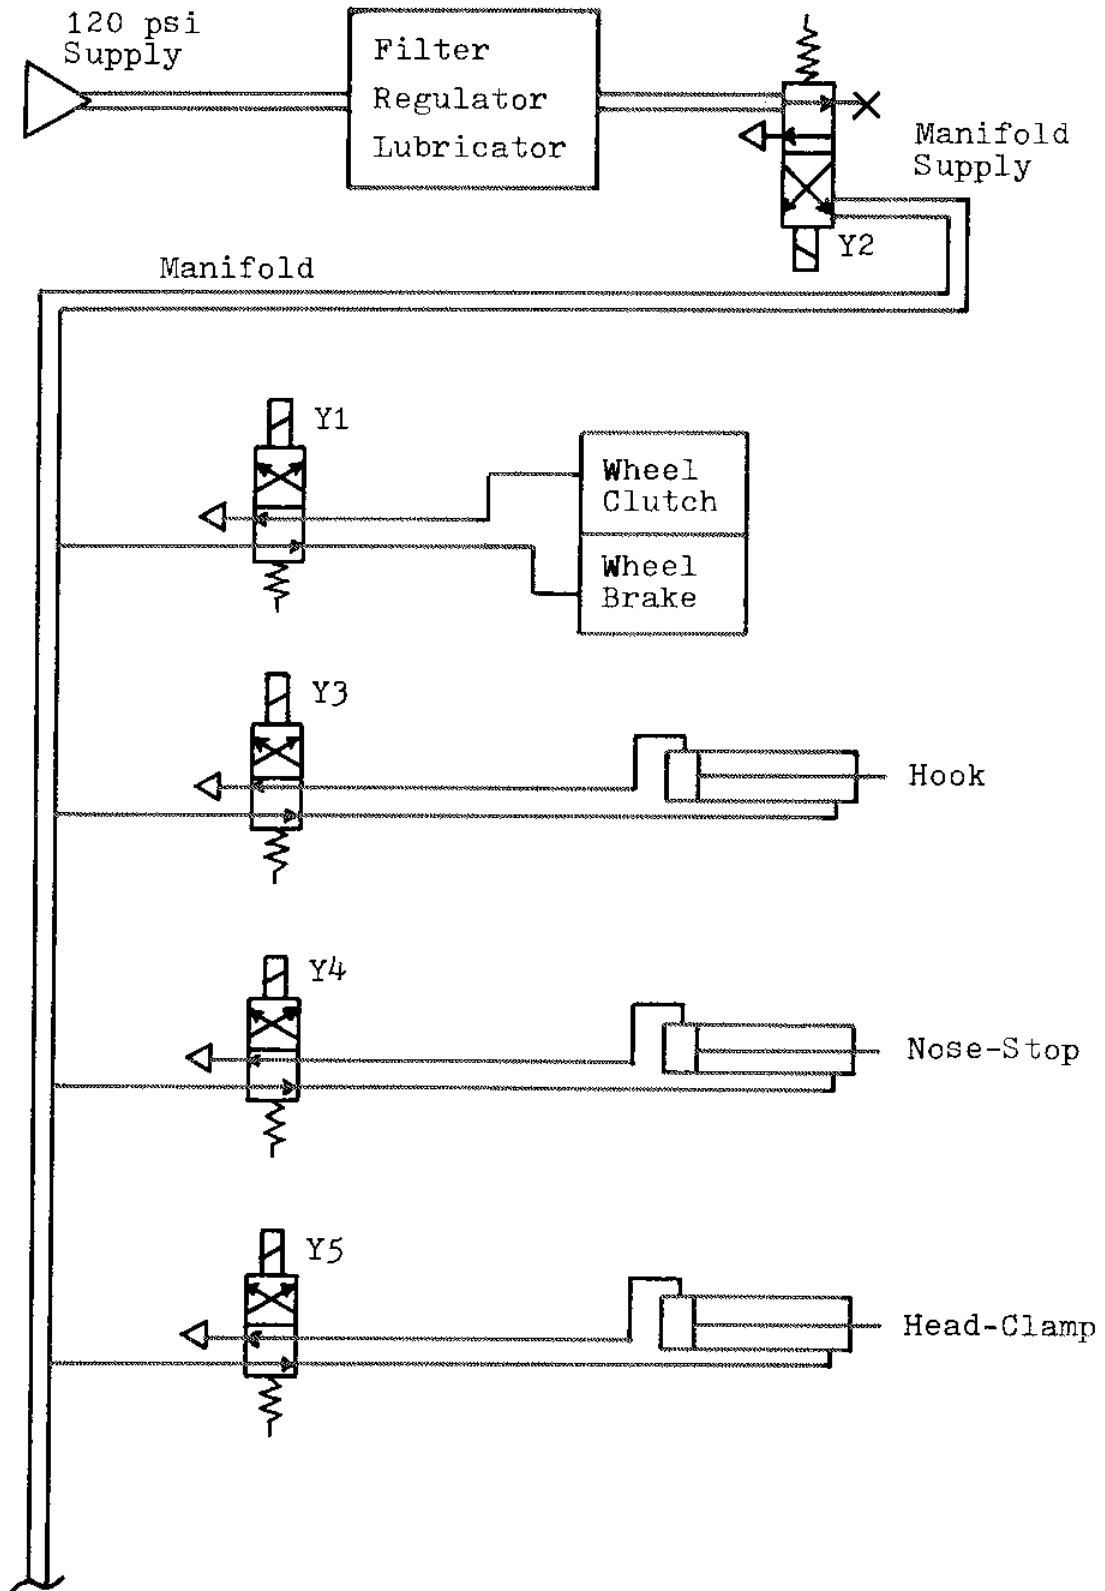 120 psi
Supply
Filter
Regulator
Lubricator
Manifold
Supply
Y2
Manifold
Y1
Wheel
Clutch
Wheel
Brake
Y3
Hook
Y4
Nose-Stop
Y5
Head-Clamp